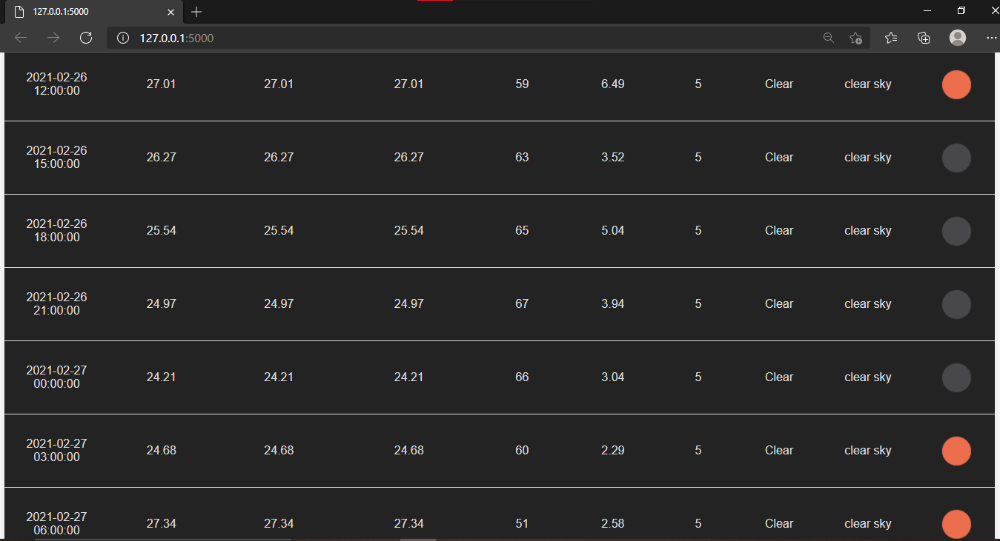 127.0.0.1:5000
127.0.0.1:5000
2021-02-26
12:00:00 27.01 27.01 27.01 59 6.49 5 Clear clear sky
2021-02-26
15:00:00 26.27 26.27 26.27 63 3.52 5 Clear clear sky
2021-02-26
18:00:00 25.54 25.54 25.54 65 5.04 5 Clear clear sky
2021-02-26
21:00:00 24.97 24.97 24.97 67 3.94 5 Clear clear sky
2021-02-27
00:00:00 24.21 24.21 24.21 66 3.04 5 Clear clear sky
2021-02-27
03:00:00 24.68 24.68 24.68 60 2.29 5 Clear clear sky
2021-02-27
06:00:00 27.34 27.34 27.34 51 2.58 5 Clear clear sky